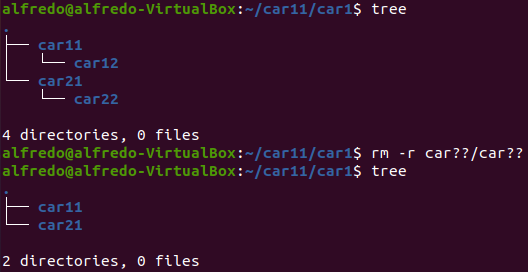 alfredo@alfredo-VirtualBox:~/car11/car1$ tree
.
├── car11
│   └── car12
└── car21
    └── car22
4 directories, 0 files
alfredo@alfredo-VirtualBox:~/car11/car1$ rm -r car??/car??
alfredo@alfredo-VirtualBox:~/car11/car1$ tree
.
├── car11
└── car21
2 directories, 0 files